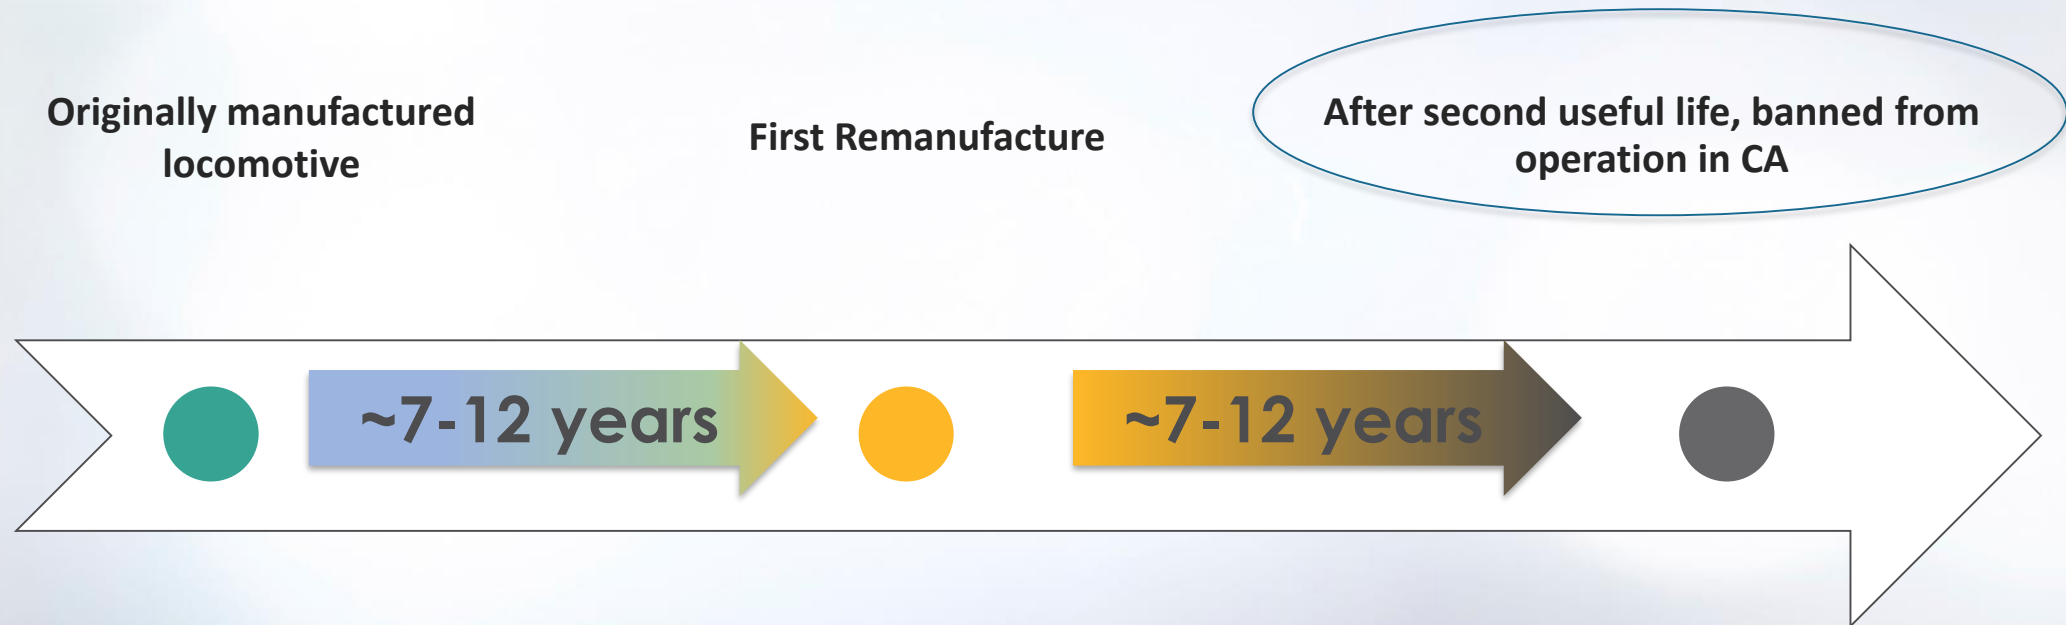 Originally manufactured
locomotive
First Remanufacture
After second useful life, banned from
operation in CA
~7-12 years
~7-12 years